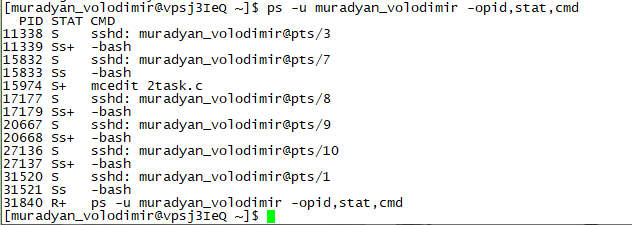 [muradyan_volodimir@vpsj3IeQ ~]$ ps -u muradyan_volodimir -opid,stat,cmd
  PID STAT CMD
11338 S    sshd: muradyan_volodimir@pts/3
11339 Ss+  -bash
15832 S    sshd: muradyan_volodimir@pts/7
15833 Ss   -bash
15974 S+   mcedit 2task.c
17177 S    sshd: muradyan_volodimir@pts/8
17179 Ss+  -bash
20667 S    sshd: muradyan_volodimir@pts/9
20668 Ss+  -bash
27136 S    sshd: muradyan_volodimir@pts/10
27137 Ss+  -bash
31520 S    sshd: muradyan_volodimir@pts/1
31521 Ss   -bash
31840 R+   ps -u muradyan_volodimir -opid,stat,cmd
[muradyan_volodimir@vpsj3IeQ ~]$